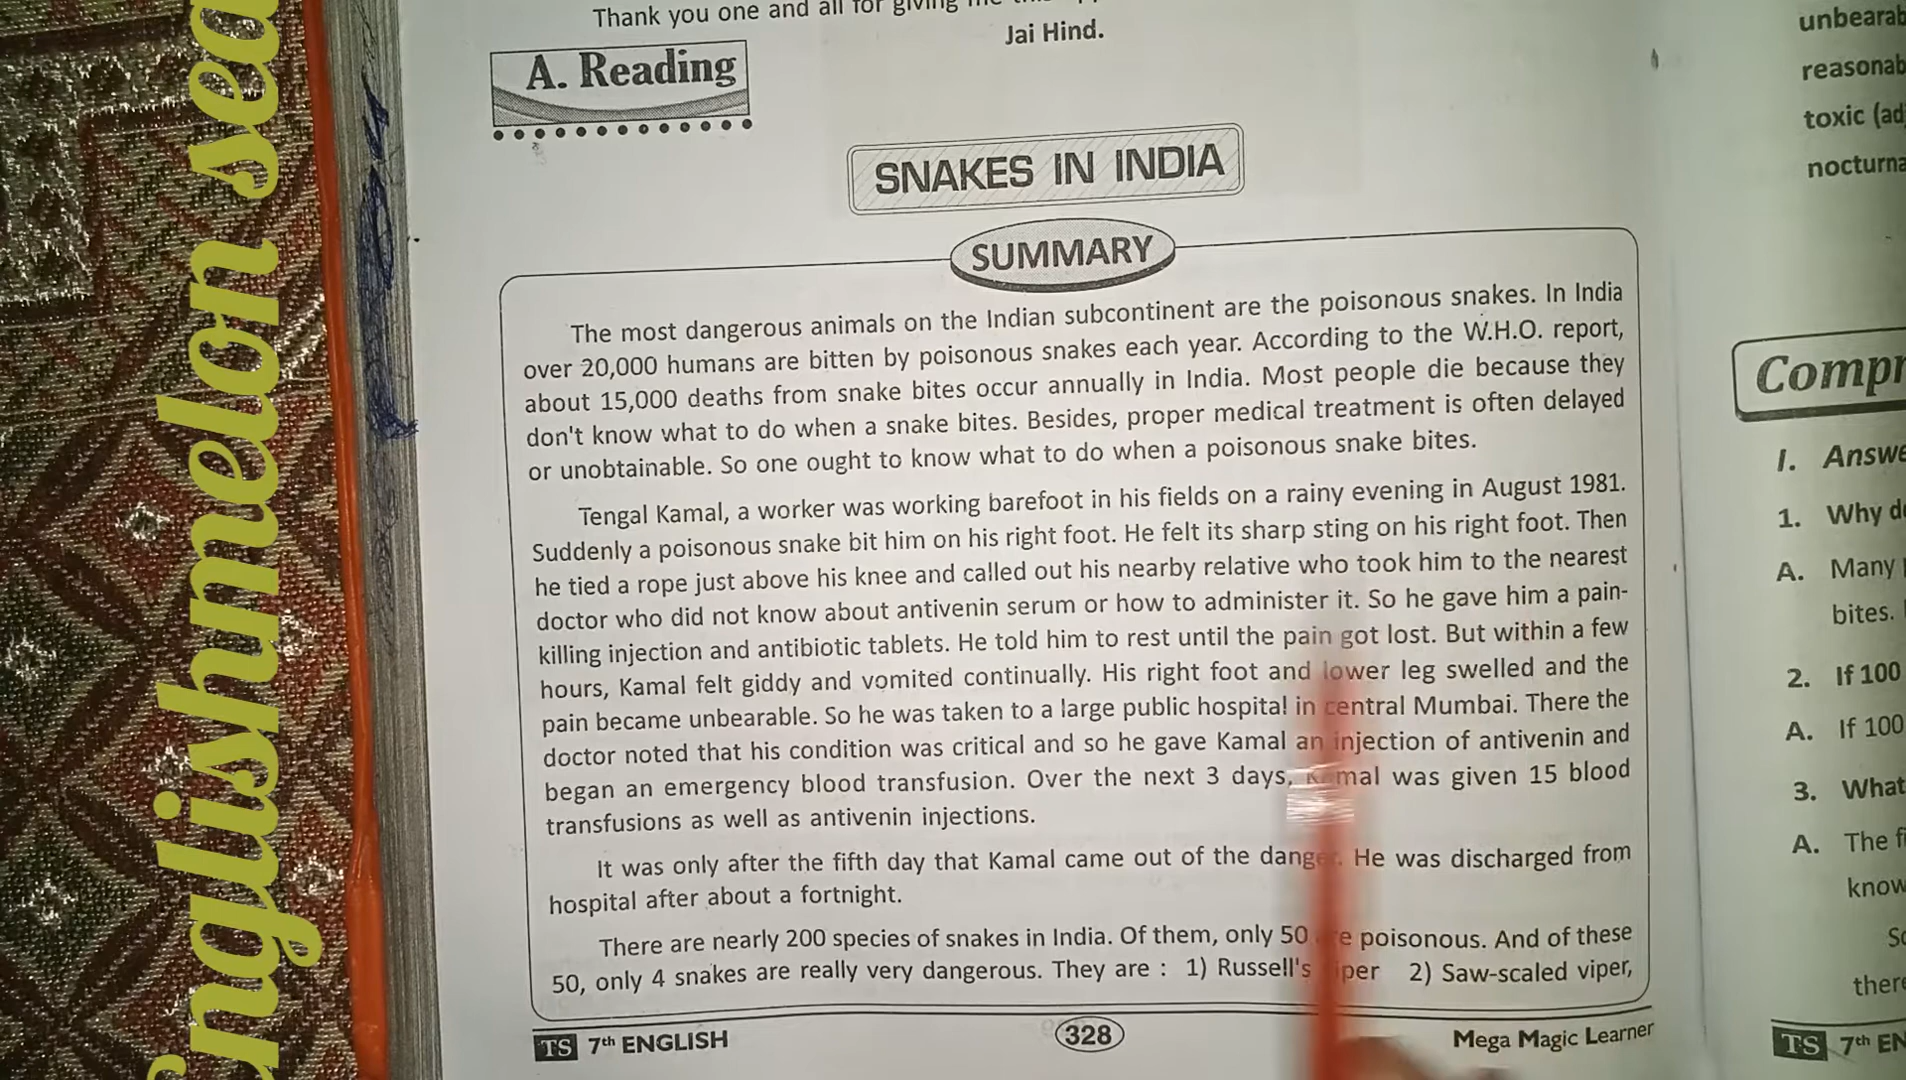 Thank you one and all for giving
Jai Hind.
A. Reading
SNAKES IN INDIA
SUMMARY
The most dangerous animals on the Indian subcontinent are the poisonous snakes. In India
over 20,000 humans are bitten by poisonous snakes each year. According to the W.H.O. report,
about 15,000 deaths from snake bites occur annually in India. Most people die because they
don't know what to do when a snake bites. Besides, proper medical treatment is often delayed
or unobtainable. So one ought to know what to do when a poisonous snake bites.
Tengal Kamal, a worker was working barefoot in his fields on a rainy evening in August 1981.
Suddenly a poisonous snake bit him on his right foot. He felt its sharp sting on his right foot. Then
he tied a rope just above his knee and called out his nearby relative who took him to the nearest
doctor who did not know about antivenin serum or how to administer it. So he gave him a pain-
killing injection and antibiotic tablets. He told him to rest until the pain got lost. But within a few
hours, Kamal felt giddy and vomited continually. His right foot and lower leg swelled and the
pain became unbearable. So he was taken to a large public hospital in central Mumbai. There the
doctor noted that his condition was critical and so he gave Kamal an injection of antivenin and
began an emergency blood transfusion. Over the next 3 days, Kamal was given 15 blood
transfusions as well as antivenin injections.
It was only after the fifth day that Kamal came out of the danger. He was discharged from
hospital after about a fortnight.
There are nearly 200 species of snakes in India. Of them, only 50 are poisonous. And of these
50, only 4 snakes are really very dangerous. They are : 1) Russell's viper 2) Saw-scaled viper,
TS 7th ENGLISH
328
Mega Magic Learner
toxic
I.
1. Why
A. Many
bites.
2. If 100
A. If 100
3. What
A. The
TS 7th